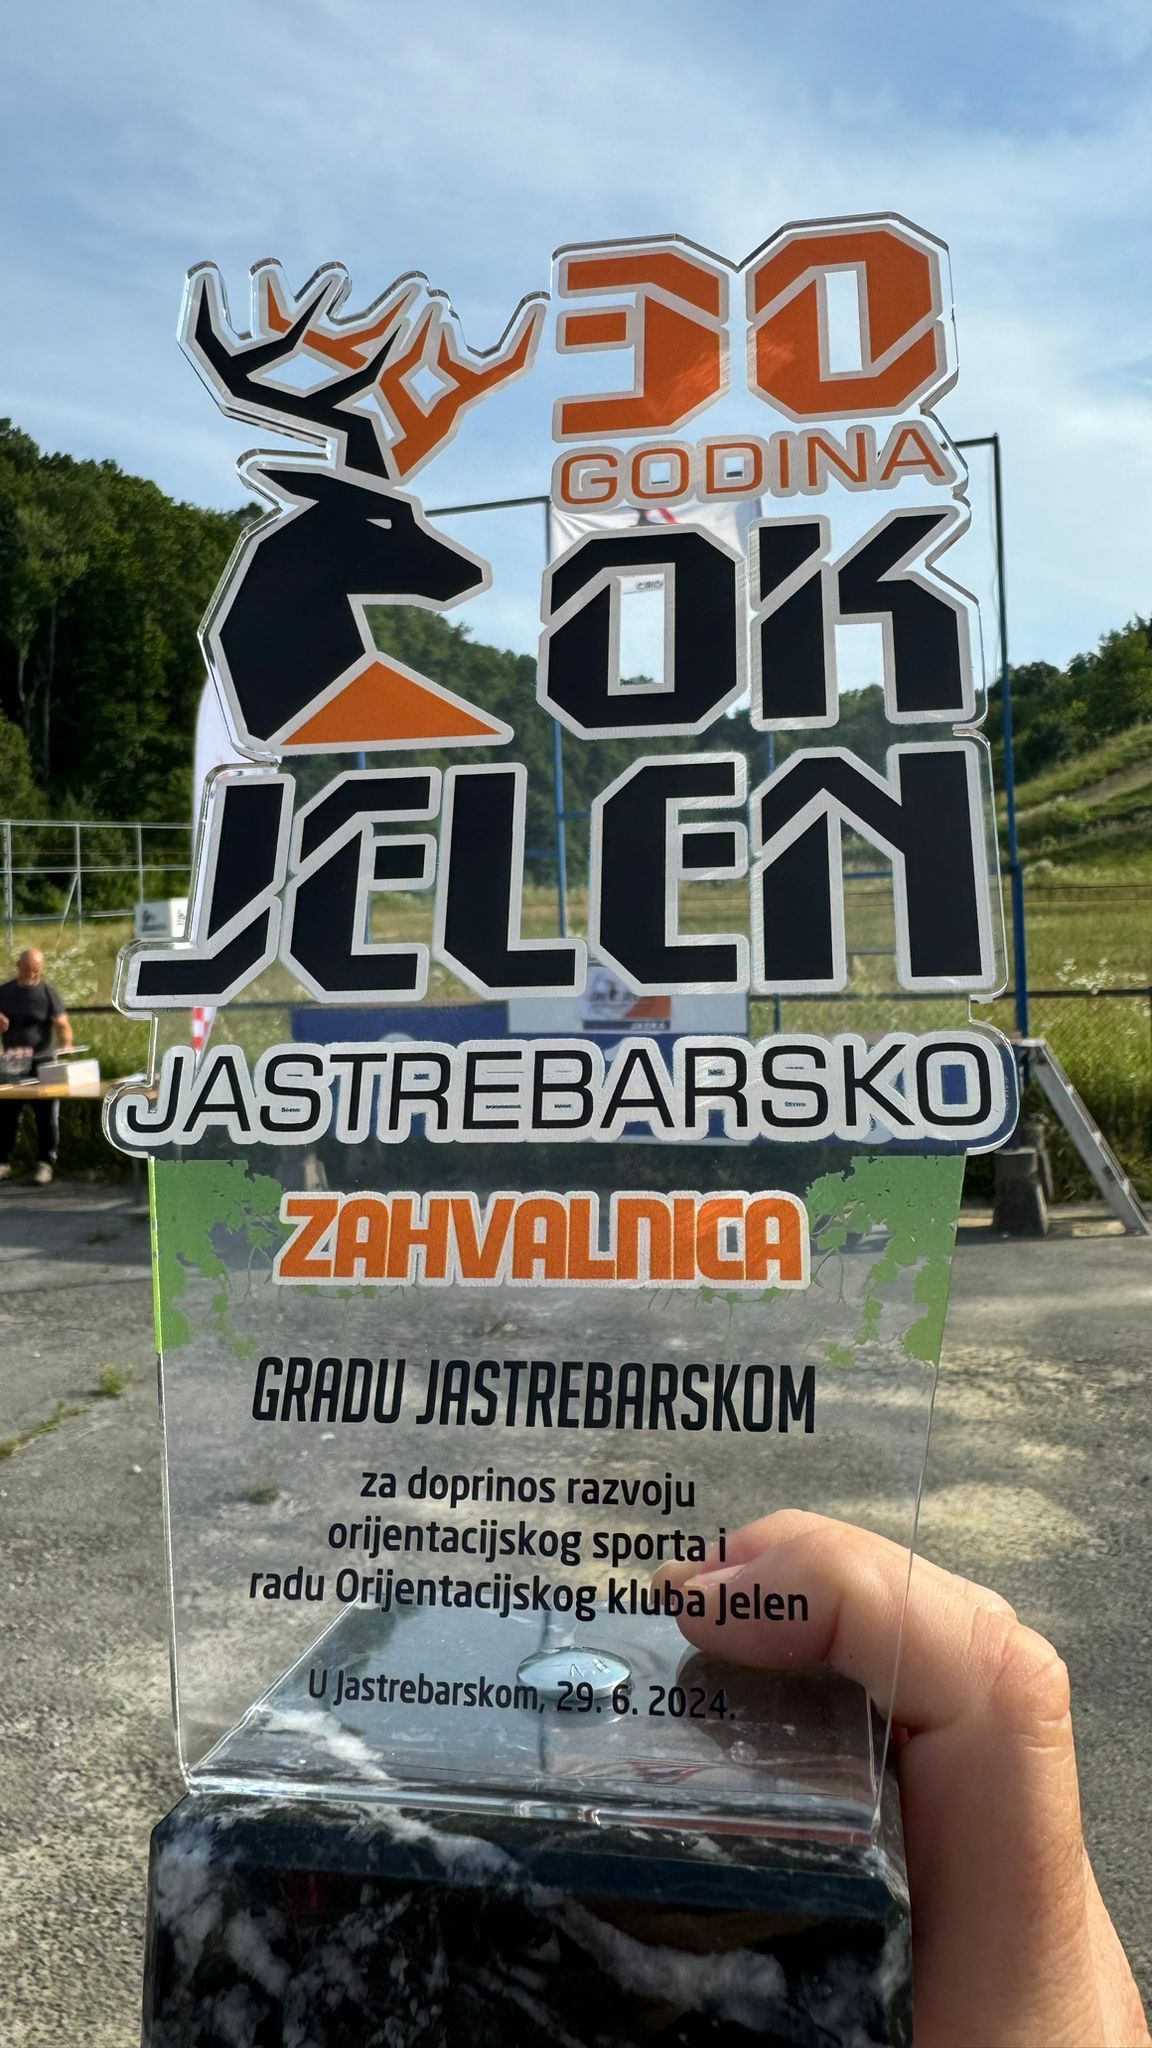 30
GODINA
OK
JELEN
JASTREBARSKO
ZAHVALNICA
GRADU JASTREBARSKOM
za doprinos razvoju
orijentacijskog sporta i
radu Orijentacijskog kluba Jelen
U Jastrebarskom, 29. 6. 2024.